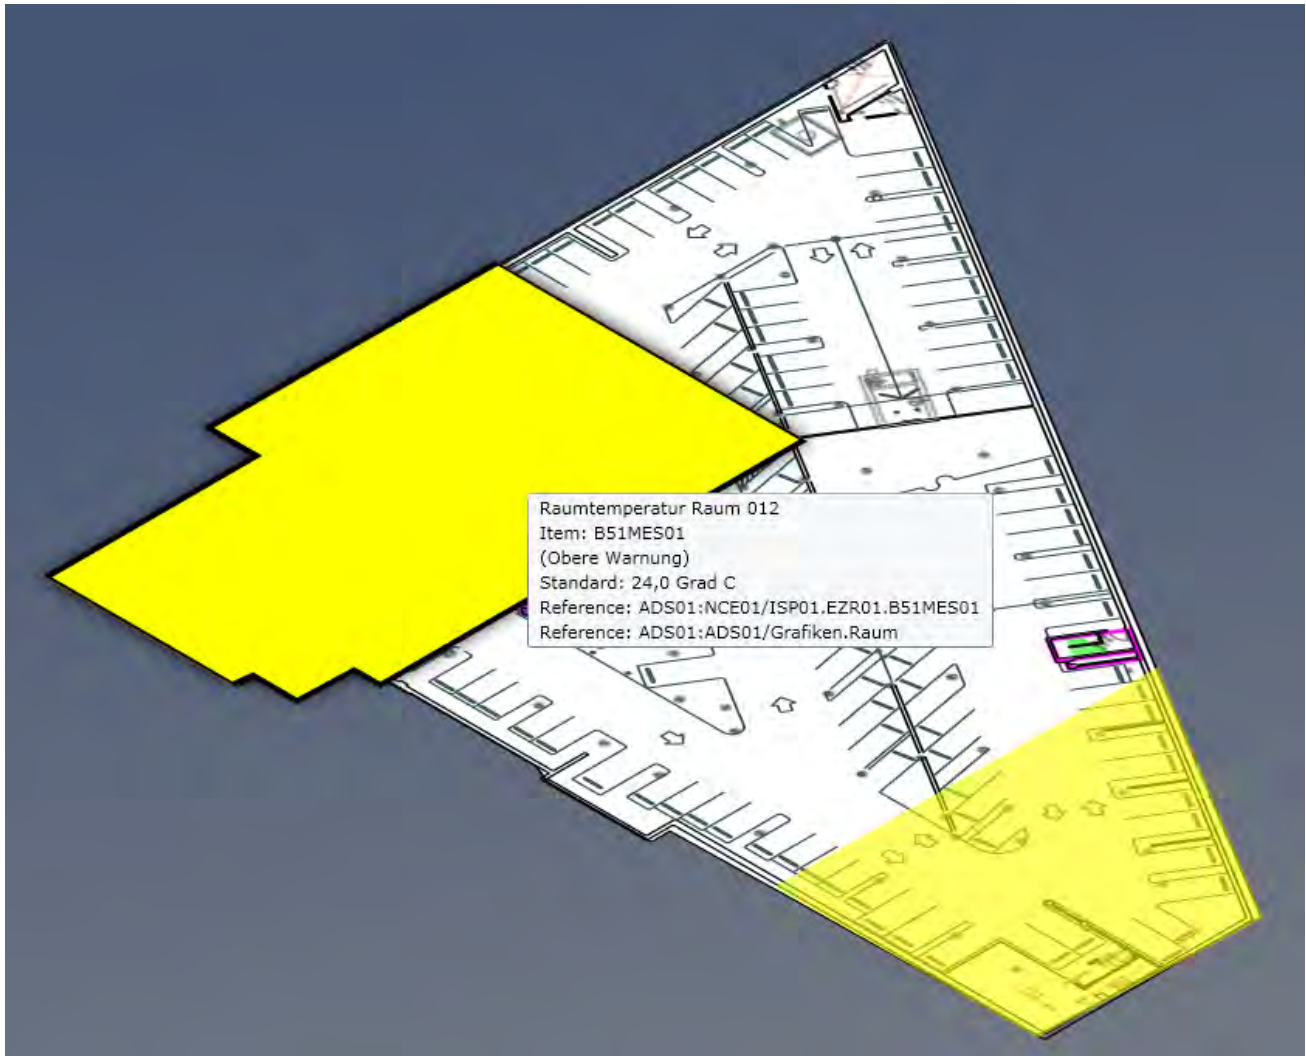 Raumtemperatur Raum 012
Item: B51MES01
(Obere Warnung)
Standard: 24,0 Grad C
Reference: ADS01:NCE01/ISP01.EZR01.B51MES01
Reference: ADS01:ADS01/Grafiken.Raum